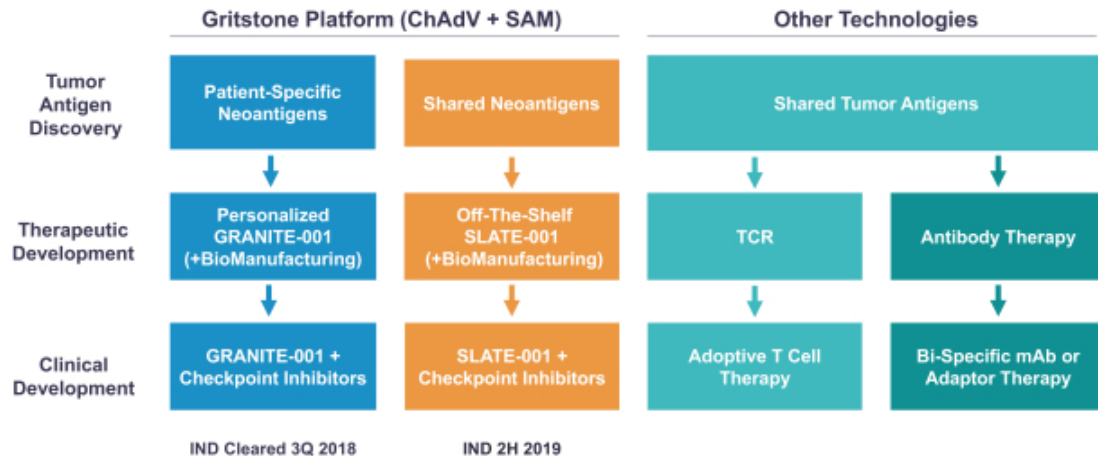 Gritstone Platform (ChAdV + SAM)
Other Technologies
Tumor
Antigen
Discovery
Patient-Specific
Neoantigens
Shared Neoantigens
Shared Tumor Antigens
Therapeutic
Development
Personalized
GRANITE-001
(+BioManufacturing)
Off-The-Shelf
SLATE-001
(+BioManufacturing)
TCR
Antibody Therapy
Clinical
Development
GRANITE-001 +
Checkpoint Inhibitors
SLATE-001 +
Checkpoint Inhibitors
Adoptive T Cell
Therapy
Bi-Specific mAb or
Adaptor Therapy
IND Cleared 3Q 2018
IND 2H 2019